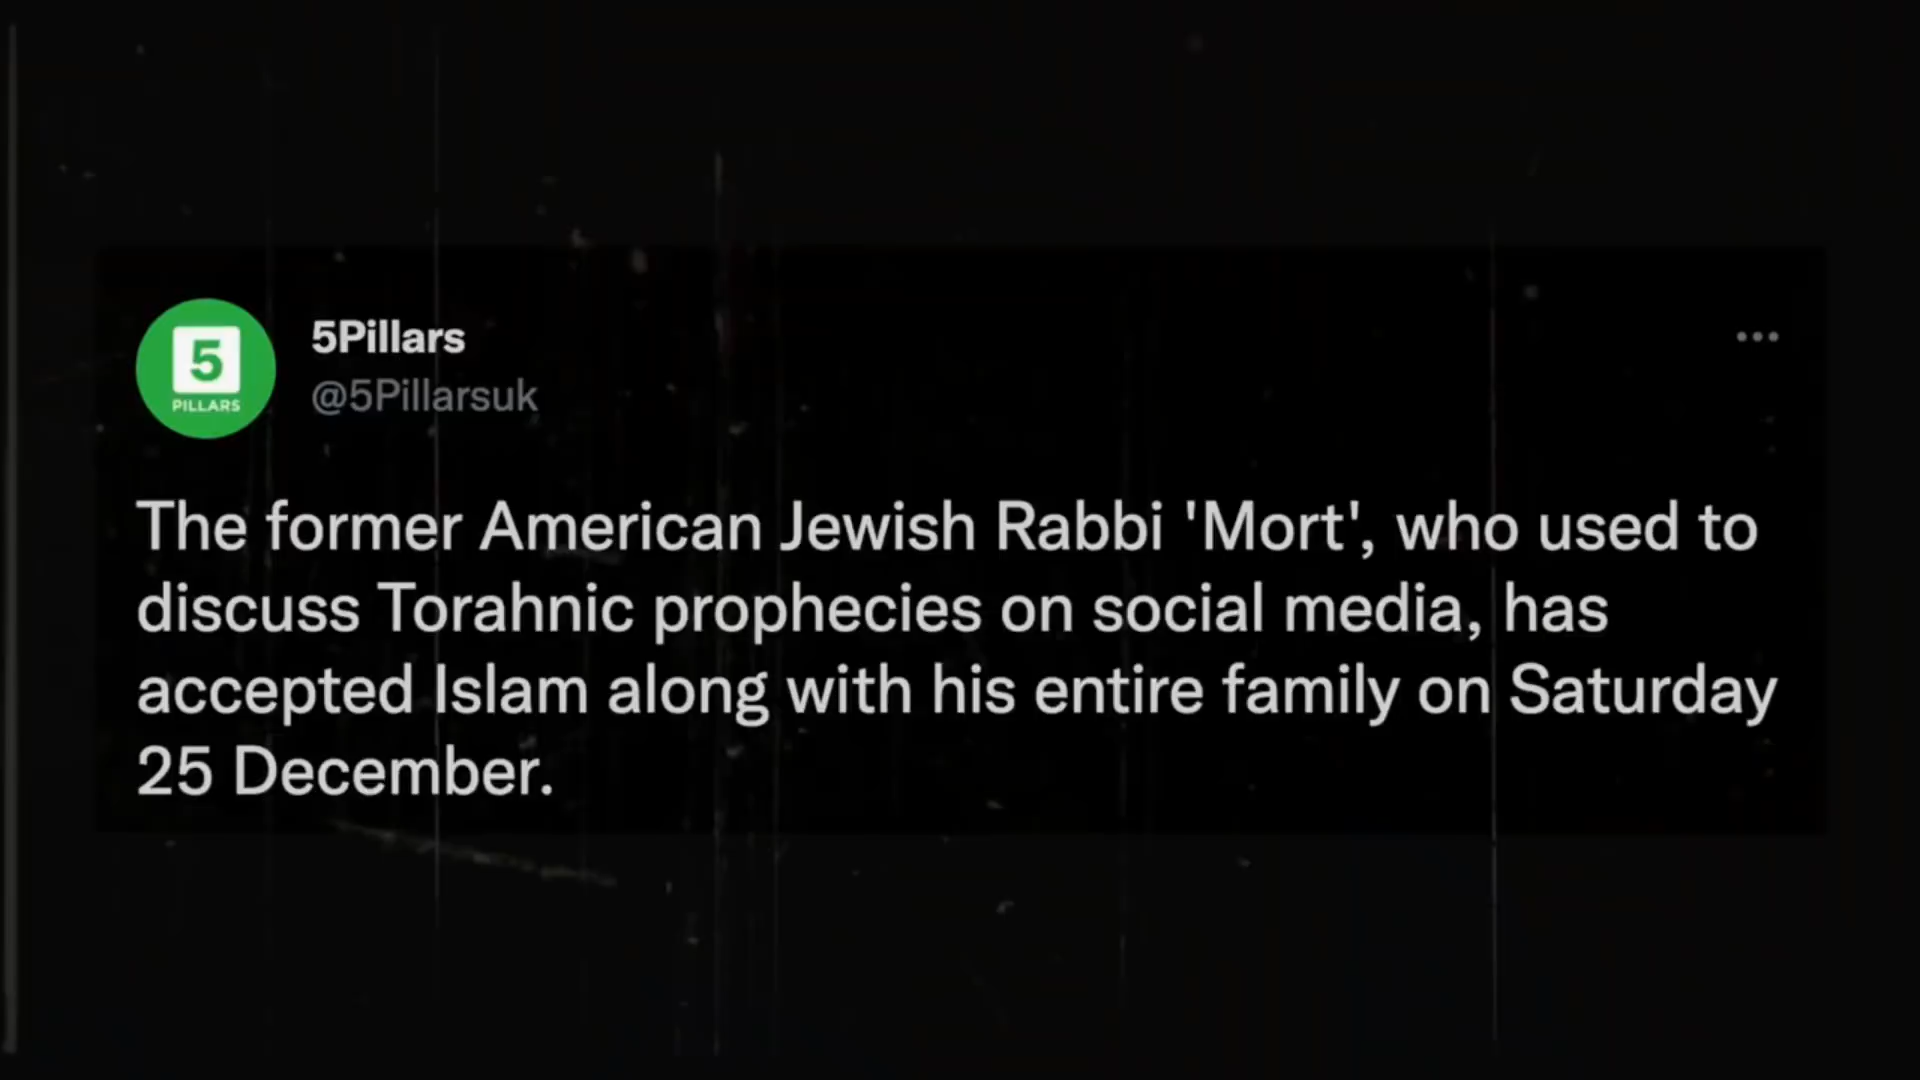 5
PILLARS
5Pillars
@5Pillarsuk
The former American Jewish Rabbi 'Mort', who used to
discuss Torahnic prophecies on social media, has
accepted Islam along with his entire family on Saturday
25 December.